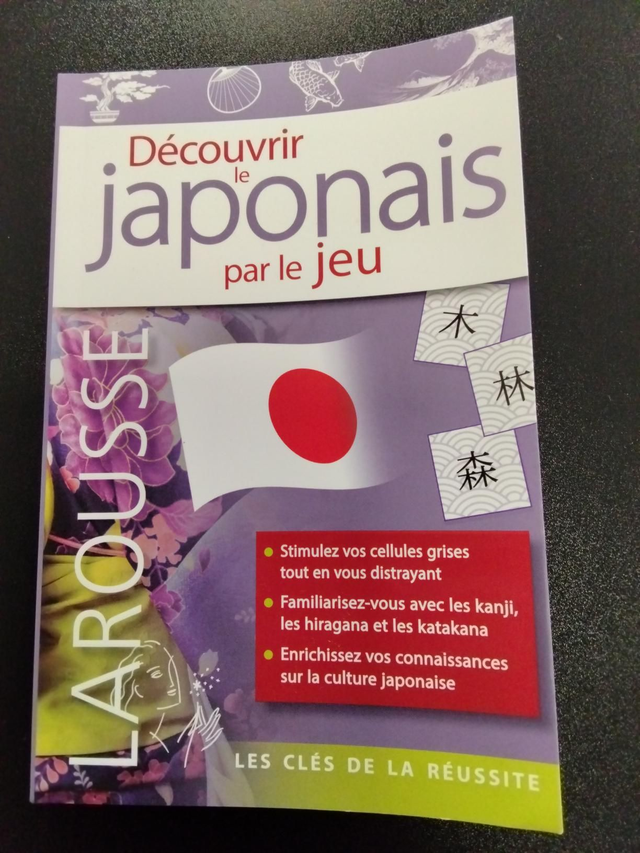 Découvrir
le
japonais
par le jeu
木
林
森
LAROUSSE
Stimulez vos cellules grises
tout en vous distrayant
Familiarisez-vous avec les kanji,
les hiragana et les katakana
Enrichissez vos connaissances
sur la culture japonaise
LES CLÉS DE LA RÉUSSITE